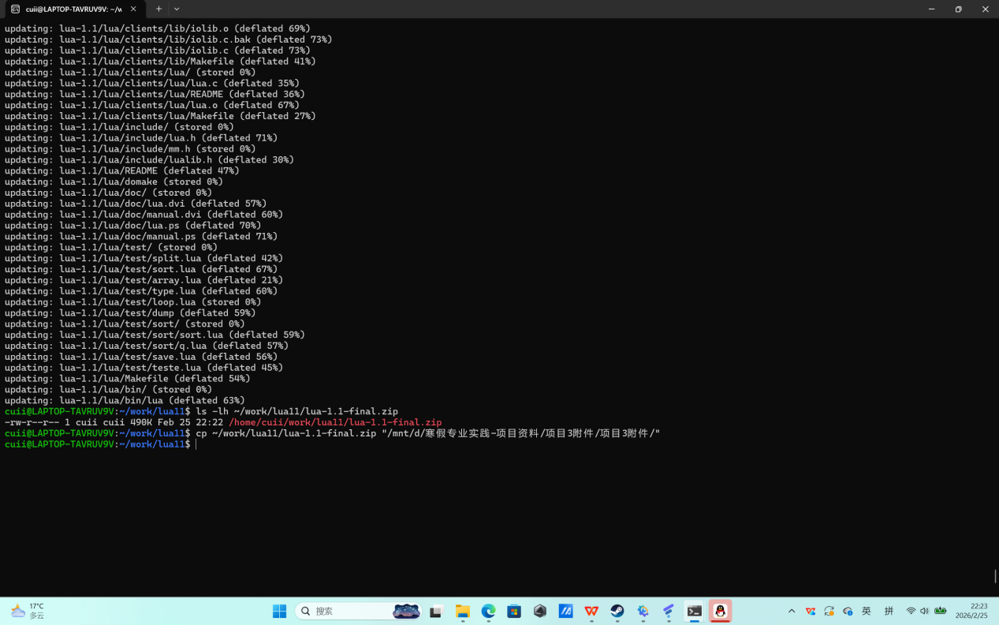 cuii@LAPTOP-TAVRUV9V: ~/w
updating: lua-1.1/lua/clients/lib/iolib.o (deflated 69%)
updating: lua-1.1/lua/clients/lib/iolib.c.bak (deflated 73%)
updating: lua-1.1/lua/clients/lib/iolib.c (deflated 73%)
updating: lua-1.1/lua/clients/lib/Makefile (deflated 41%)
updating: lua-1.1/lua/clients/lua/ (stored 0%)
updating: lua-1.1/lua/clients/lua/lua.c (deflated 35%)
updating: lua-1.1/lua/clients/lua/README (deflated 36%)
updating: lua-1.1/lua/clients/lua/lua.o (deflated 67%)
updating: lua-1.1/lua/clients/lua/Makefile (deflated 27%)
updating: lua-1.1/lua/include/ (stored 0%)
updating: lua-1.1/lua/include/lua.h (deflated 71%)
updating: lua-1.1/lua/include/mm.h (stored 0%)
updating: lua-1.1/lua/include/lualib.h (deflated 30%)
updating: lua-1.1/lua/README (deflated 47%)
updating: lua-1.1/lua/domake (stored 0%)
updating: lua-1.1/lua/doc/ (stored 0%)
updating: lua-1.1/lua/doc/lua.dvi (deflated 57%)
updating: lua-1.1/lua/doc/manual.dvi (deflated 60%)
updating: lua-1.1/lua/doc/lua.ps (deflated 70%)
updating: lua-1.1/lua/doc/manual.ps (deflated 71%)
updating: lua-1.1/lua/test/ (stored 0%)
updating: lua-1.1/lua/test/split.lua (deflated 42%)
updating: lua-1.1/lua/test/sort.lua (deflated 67%)
updating: lua-1.1/lua/test/array.lua (deflated 21%)
updating: lua-1.1/lua/test/type.lua (deflated 60%)
updating: lua-1.1/lua/test/loop.lua (stored 0%)
updating: lua-1.1/lua/test/dump (deflated 59%)
updating: lua-1.1/lua/test/sort/ (stored 0%)
updating: lua-1.1/lua/test/sort/sort.lua (deflated 59%)
updating: lua-1.1/lua/test/sort/q.lua (deflated 57%)
updating: lua-1.1/lua/test/save.lua (deflated 56%)
updating: lua-1.1/lua/test/teste.lua (deflated 45%)
updating: lua-1.1/lua/Makefile (deflated 54%)
updating: lua-1.1/lua/bin/ (stored 0%)
updating: lua-1.1/lua/bin/lua (deflated 63%)
cuii@LAPTOP-TAVRUV9V:~/work/lua11$ ls -lh ~/work/lua11/lua-1.1-final.zip
-rw-r--r-- 1 cuii cuii 490K Feb 25 22:22 /home/cuii/work/lua11/lua-1.1-final.zip
cuii@LAPTOP-TAVRUV9V:~/work/lua11$ cp ~/work/lua11/lua-1.1-final.zip "/mnt/d/寒假专业实践-项目资料/项目3附件/项目3附件/"
cuii@LAPTOP-TAVRUV9V:~/work/lua11$
17°C
多云
搜索
英
拼
22:23
2026/2/25